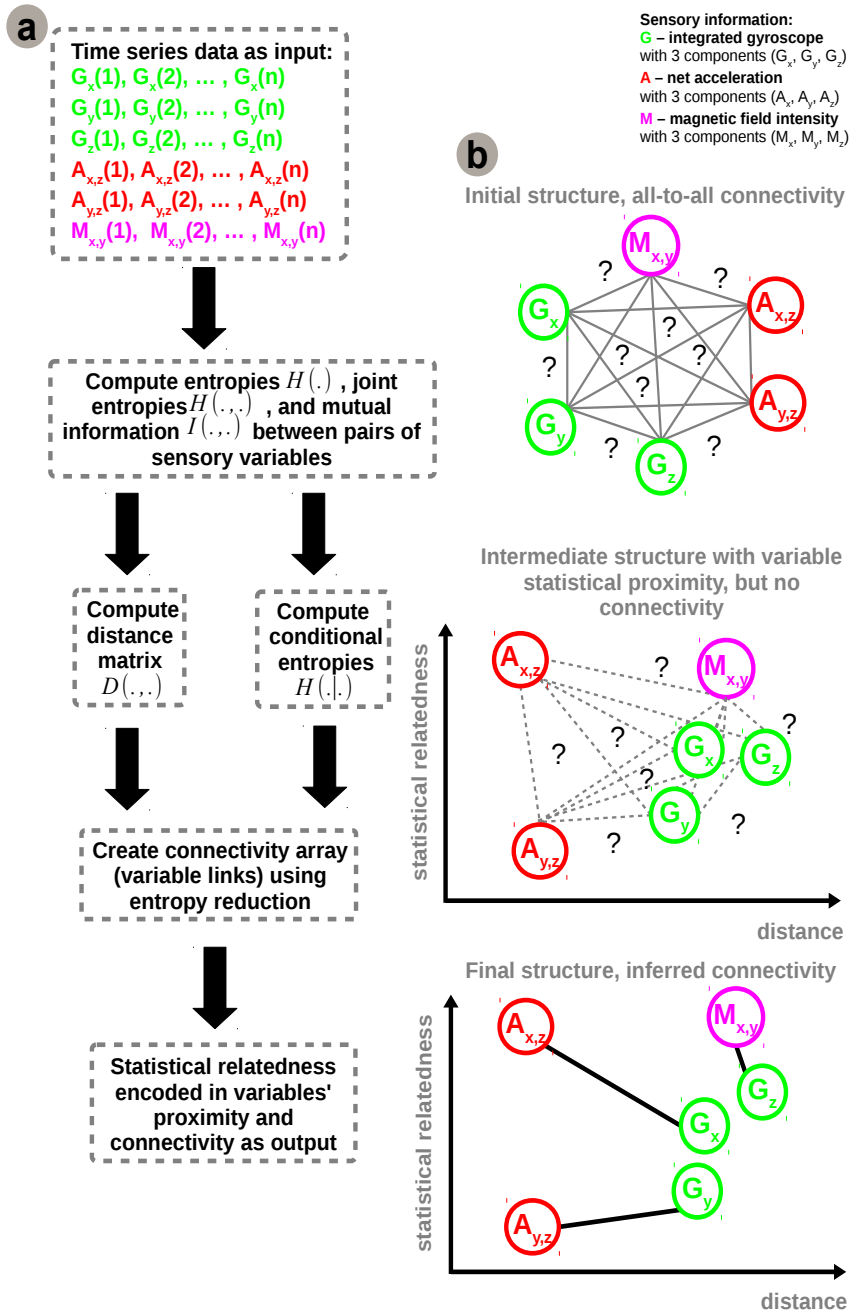 a
Time series data as input:
Gx(1), Gx(2), … , Gx(n)
Gy(1), Gy(2), … , Gy(n)
Gz(1), Gz(2), … , Gz(n)
Ax,z(1), Ax,z(2), … , Ax,z(n)
Ay,z(1), Ay,z(2), … , Ay,z(n)
Mx,y(1), Mx,y(2), … , Mx,y(n)
Compute entropies H(.) , joint
entropies H(.,.) , and mutual
information I(.,.) between pairs of
sensory variables
Compute
distance
matrix
D(.,.)
Compute
conditional
entropies
H(.|.)
Create connectivity array
(variable links) using
entropy reduction
Statistical relatedness
encoded in variables'
proximity and
connectivity as output
Sensory information:
G – integrated gyroscope
with 3 components (Gx, Gy, Gz)
A – net acceleration
with 3 components (Ax, Ay, Az)
M – magnetic field intensity
with 3 components (Mx, My, Mz)
b
Initial structure, all-to-all connectivity
Mx,y
? ?
Gx
Ax,z
?
? ? ? ?
?
Gy
Ay,z
? ?
Gz
Intermediate structure with variable
statistical proximity, but no
connectivity
statistical relatedness
Ax,z
?
Mx,y
?
Gx
Gz
? ?
?
Gy
? ?
Ay,z
distance
Final structure, inferred connectivity
statistical relatedness
Ax,z
Mx,y
Gz
Gx
Gy
Ay,z
distance